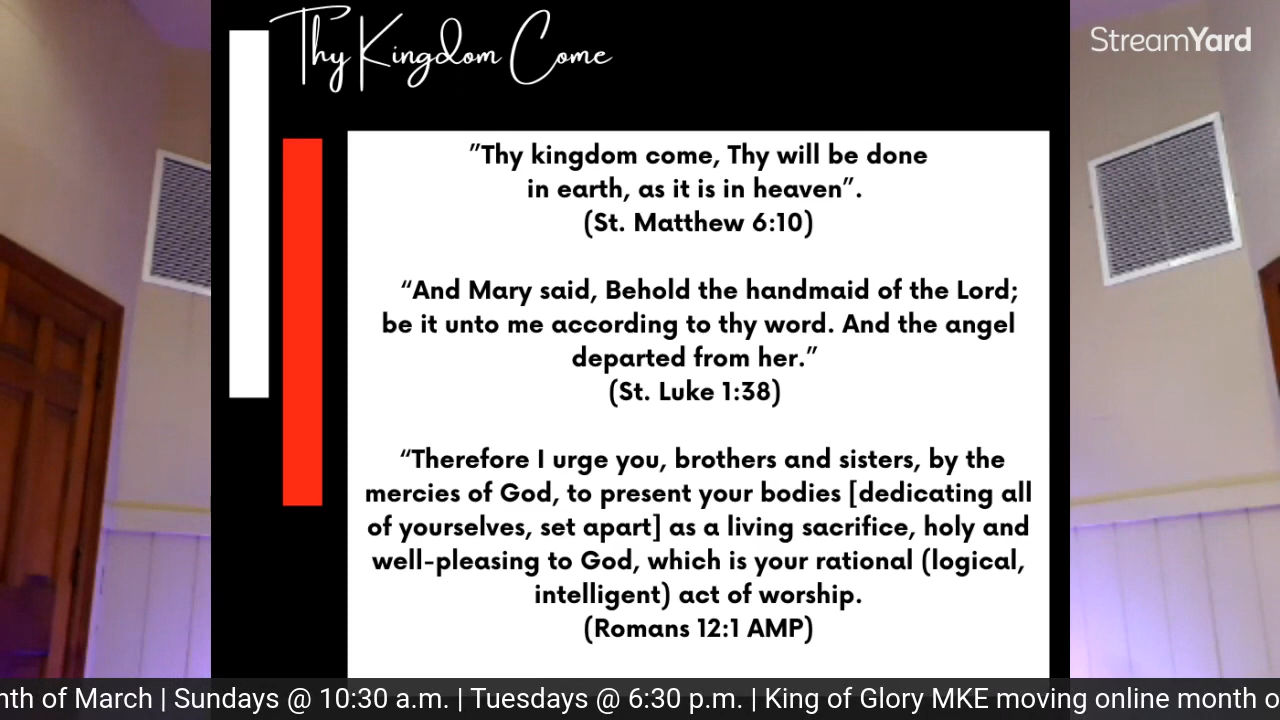 Thy Kingdom Come
StreamYard
”Thy kingdom come, Thy will be done
in earth, as it is in heaven”.
(St. Matthew 6:10)
“And Mary said, Behold the handmaid of the Lord;
be it unto me according to thy word. And the angel
departed from her.”
(St. Luke 1:38)
“Therefore I urge you, brothers and sisters, by the
mercies of God, to present your bodies [dedicating all
of yourselves, set apart] as a living sacrifice, holy and
well-pleasing to God, which is your rational (logical,
intelligent) act of worship.
(Romans 12:1 AMP)
nth of March | Sundays @ 10:30 a.m. | Tuesdays @ 6:30 p.m. | King of Glory MKE moving online month o